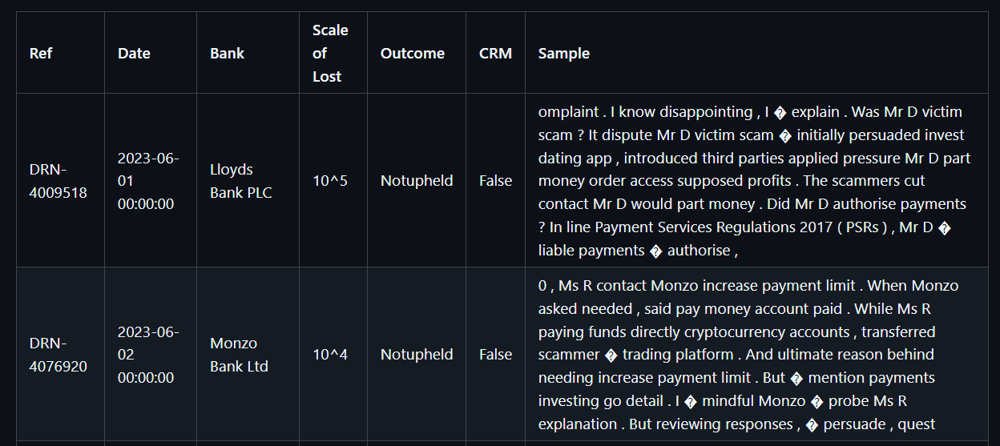 Ref Date Bank Scale of Lost Outcome CRM Sample
DRN-4009518
2023-06-01 00:00:00
Lloyds Bank PLC
10^5
Notupheld
False
omplaint . I know disappointing , I � explain . Was Mr D victim
scam ? It dispute Mr D victim scam � initially persuaded invest
dating app , introduced third parties applied pressure Mr D part
money order access supposed profits . The scammers cut
contact Mr D would part money . Did Mr D authorise payments
? In line Payment Services Regulations 2017 ( PSRs ) , Mr D �
liable payments � authorise ,
DRN-4076920
2023-06-02 00:00:00
Monzo Bank Ltd
10^4
Notupheld
False
0 , Ms R contact Monzo increase payment limit . When Monzo
asked needed , said pay money account paid . While Ms R
paying funds directly cryptocurrency accounts , transferred
scammer � trading platform . And ultimate reason behind
needing increase payment limit . But � mention payments
investing go detail . I � mindful Monzo � probe Ms R
explanation . But reviewing responses , � persuade , quest